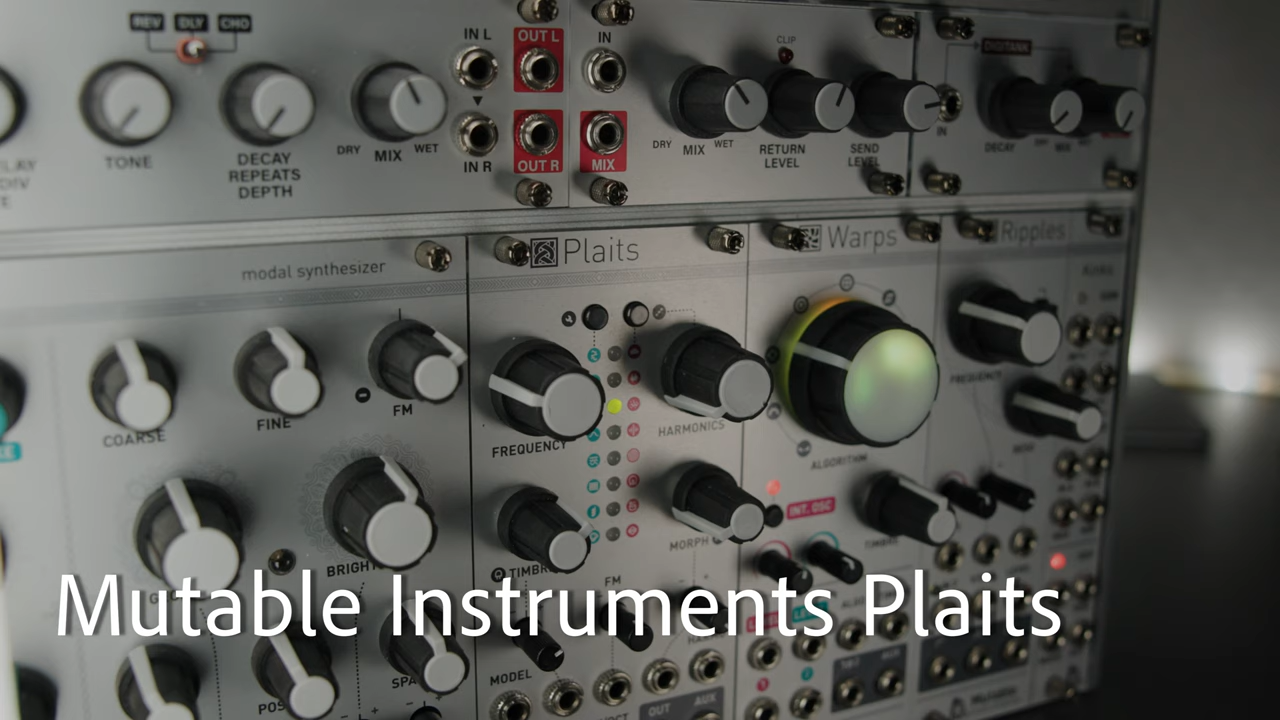 REV DLY CHO
TONE
DECAY
REPEATS
DEPTH
DRY MIX WET
IN L
OUT L
IN R
OUT R
IN
MIX
CLIP
DRY MIX WET
RETURN
LEVEL
SEND
LEVEL
DIGITANK
IN
DECAY
modal synthesizer
Plaits
Warps
Ripples
Kinks
COARSE
FINE
FM
FREQUENCY
HARMONICS
ALGORITHM
FREQUENCY
INT. OSC
MORPH
TIMBRE
FM
MODEL
OUT AUX
Mutable Instruments Plaits